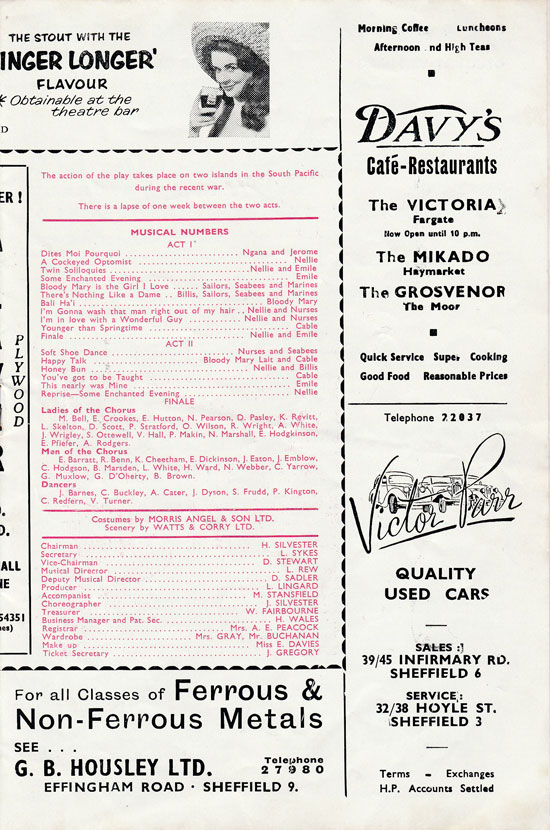 THE STOUT WITH THE
INGER LONGER'
FLAVOUR
Obtainable at the
theatre bar
D
ER !
PLYWOOD
D.
ALL
NE
54351
nes)
The action of the play takes place on two islands in the South Pacific
during the recent war.
There is a lapse of one week between the two acts.
MUSICAL NUMBERS
ACT I
Dites Moi Pourquoi .......... Ngana and Jerome
A Cockeyed Optomist .......... Nellie
Twin Soliloquies .......... Nellie and Emile
Some Enchanted Evening .......... Emile
Bloody Mary is the Girl I Love ...... Sailors, Seabees and Marines
There's Nothing Like a Dame .. Billis, Sailors, Seabees and Marines
Bali Ha'i .......... Bloody Mary
I'm Gonna wash that man right out of my hair .. Nellie and Nurses
I'm in love with a Wonderful Guy .......... Nellie and Nurses
Younger than Springtime .......... Cable
Finale .......... Nellie and Emile
ACT II
Soft Shoe Dance .......... Nurses and Seabees
Happy Talk .......... Bloody Mary Lait and Cable
Honey Bun .......... Nellie and Billis
You've got to be Taught .......... Cable
This nearly was Mine .......... Emile
Reprise—Some Enchanted Evening .......... Nellie
FINALE
Ladies of the Chorus
M. Bell, E. Crookes, E. Hutton, N. Pearson, D. Pasley, K. Revitt,
L. Skelton, D. Scott, P. Stratford, O. Wilson, R. Wright, A. White,
J. Wrigley, S. Ottewell, V. Hall, P. Makin, N. Marshall, E. Hodgkinson,
E. Pfiefer, A. Rodgers.
Man of the Chorus
E. Barratt, R. Benn, K. Cheetham, E. Dickinson, J. Eaton, J. Emblow,
C. Hodgson, B. Marsden, L. White, H. Ward, N. Webber, C. Yarrow,
G. Muxlow, G. D'Oherty, B. Brown.
Dancers
J. Barnes, C. Buckley, A. Cater, J. Dyson, S. Frudd, P. Kington,
C. Redfern, V. Turner.
Costumes by MORRIS ANGEL & SON LTD.
Scenery by WATTS & CORRY LTD.
Chairman .......... H. SILVESTER
Secretary .......... L. SYKES
Vice-Chairman .......... D. STEWART
Musical Director .......... L. REW
Deputy Musical Director .......... D. SADLER
Producer .......... L. LINGARD
Accompanist .......... M. STANSFIELD
Choreographer .......... J. SILVESTER
Treasurer .......... W. FAIRBOURNE
Business Manager and Pat. Sec. .......... H. WALES
Registrar .......... Mrs. A. E. PEACOCK
Wardrobe .......... Mrs. GRAY, Mr. BUCHANAN
Make up .......... Miss E. DAVIES
Ticket Secretary .......... J. GREGORY
For all Classes of Ferrous &
Non-Ferrous Metals
SEE . . .
G. B. HOUSLEY LTD. Telephone 27980
EFFINGHAM ROAD · SHEFFIELD 9.
Morning Coffee Luncheons
Afternoon nd High Teas
DAVY'S
Café-Restaurants
The VICTORIA
Fargate
Now Open until 10 p.m.
The MIKADO
Haymarket
The GROSVENOR
The Moor
Quick Service Super Cooking
Good Food Reasonable Prices
Telephone 22037
Victor Parr
QUALITY
USED CARS
SALES :
39/45 INFIRMARY RD.
SHEFFIELD 6
SERVICE :
32/38 HOYLE ST.
SHEFFIELD 3
Terms - Exchanges
H.P. Accounts Settled